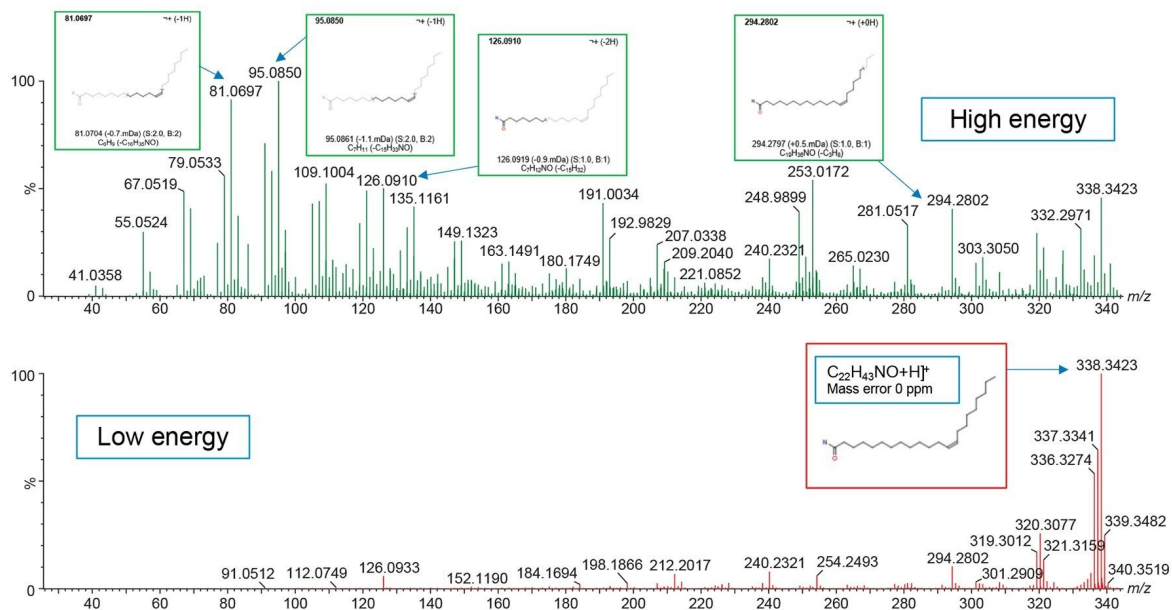 81.0697 ¬+ (-1H)
81.0704 (-0.7.mDa) (S:2.0, B:2)
C₆H₉ (-C₁₆H₃₅NO)
95.0850 ¬+ (-1H)
95.0861 (-1.1.mDa) (S:2.0, B:2)
C₇H₁₁ (-C₁₅H₃₃NO)
126.0910 ¬+ (-2H)
126.0919 (-0.9.mDa) (S:1.0, B:1)
C₇H₁₂NO (-C₁₅H₃₂)
294.2802 ¬+ (+0H)
294.2797 (+0.5.mDa) (S:1.0, B:1)
C₁₉H₃₆NO (-C₃H₈)
High energy
100
%
0
41.0358
55.0524
67.0519
79.0533
81.0697
95.0850
109.1004
126.0910
135.1161
149.1323
163.1491
180.1749
191.0034
192.9829
207.0338
209.2040
221.0852
240.2321
248.9899
253.0172
265.0230
281.0517
294.2802
303.3050
332.2971
338.3423
40 60 80 100 120 140 160 180 200 220 240 260 280 300 320 340 m/z
Low energy
C₂₂H₄₃NO+H]⁺
Mass error 0 ppm
N
O
100
%
0
91.0512
112.0749
126.0933
152.1190
184.1694
198.1866
212.2017
240.2321
254.2493
294.2802
301.2909
319.3012
320.3077
321.3159
336.3274
337.3341
338.3423
339.3482
340.3519
40 60 80 100 120 140 160 180 200 220 240 260 280 300 320 340 m/z